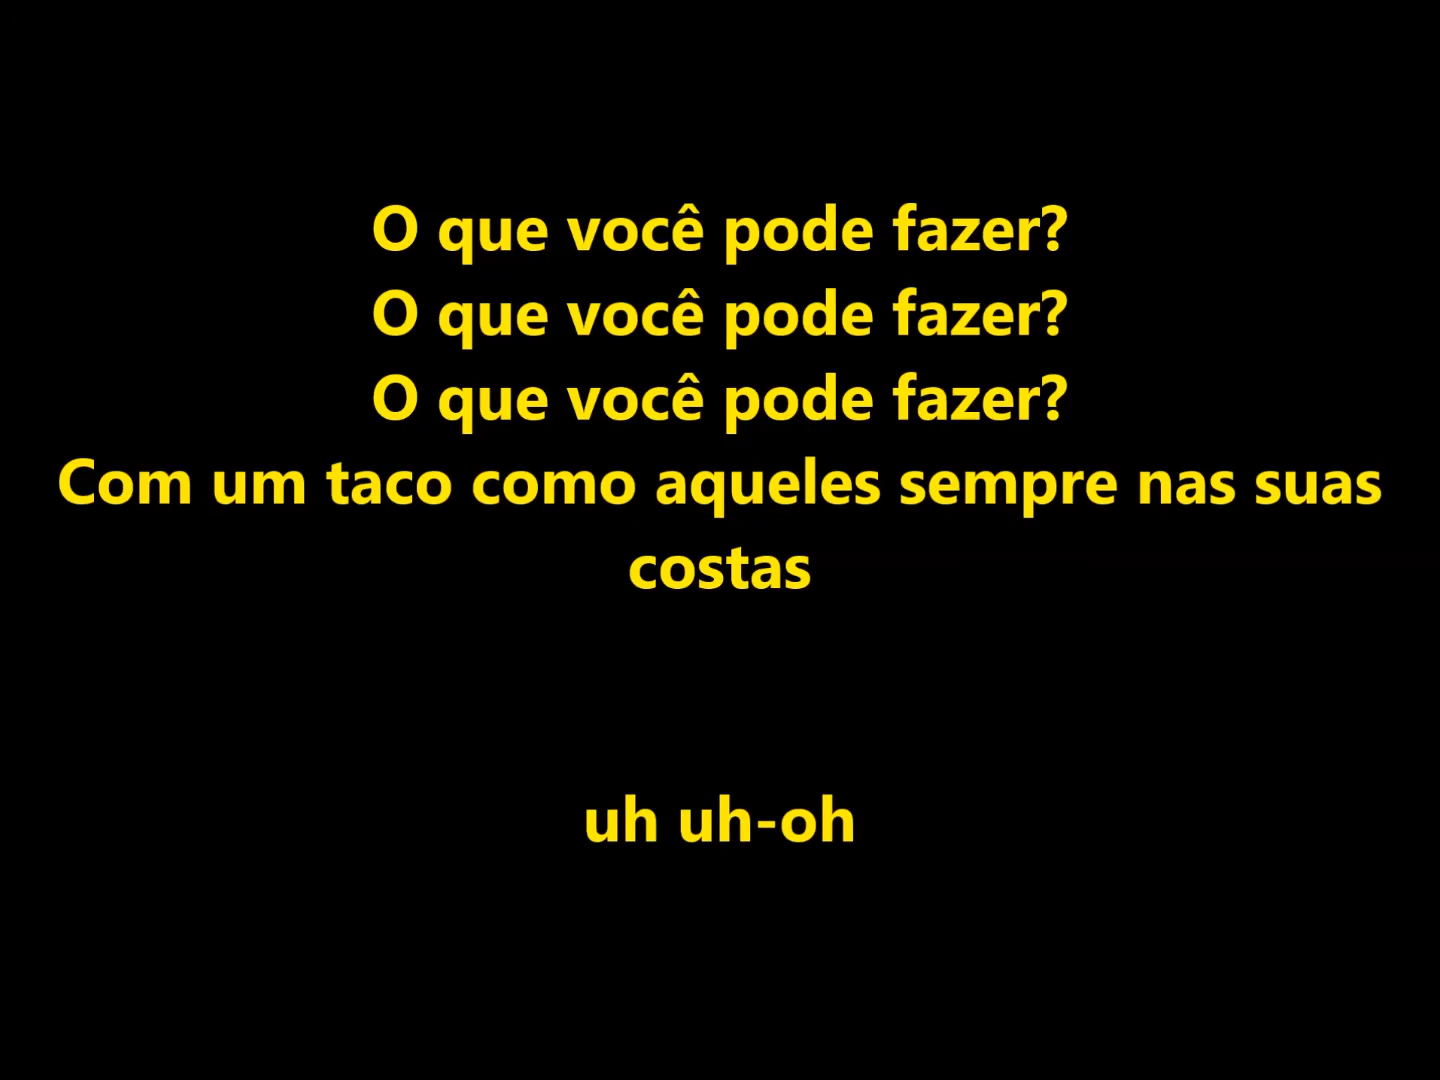 O que você pode fazer?
O que você pode fazer?
O que você pode fazer?
Com um taco como aqueles sempre nas suas
costas
uh uh-oh